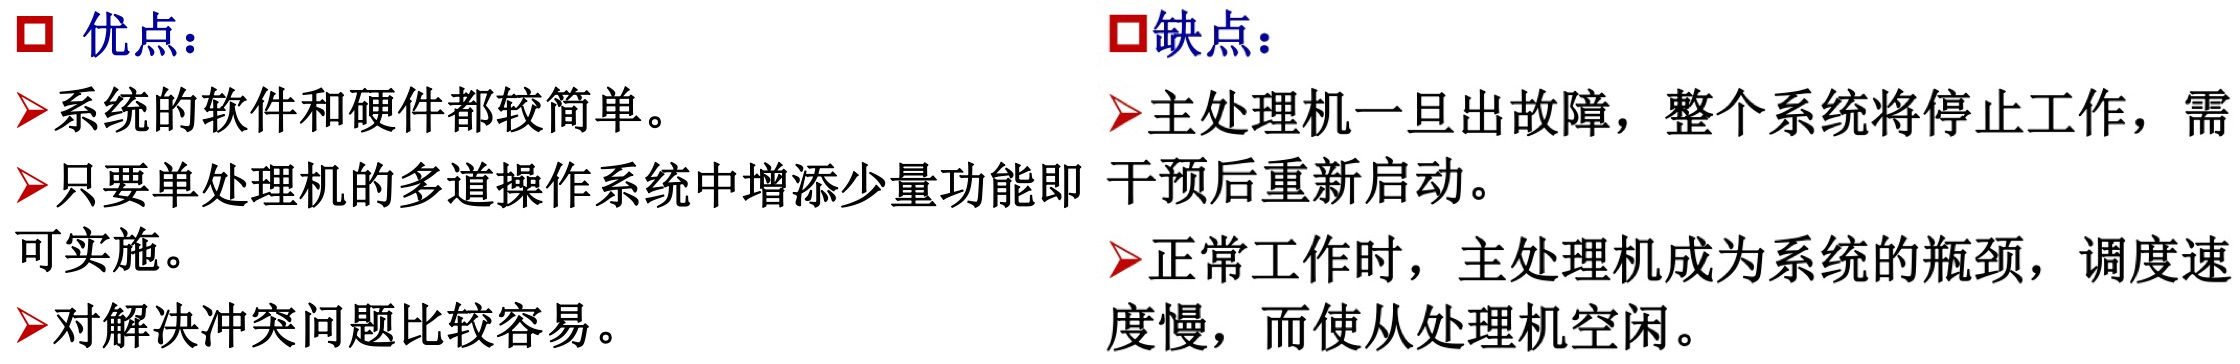 优点：
系统的软件和硬件都较简单。
只要单处理机的多道操作系统中增添少量功能即
可实施。
对解决冲突问题比较容易。
缺点：
主处理机一旦出故障，整个系统将停止工作，需
干预后重新启动。
正常工作时，主处理机成为系统的瓶颈，调度速
度慢，而使从处理机空闲。